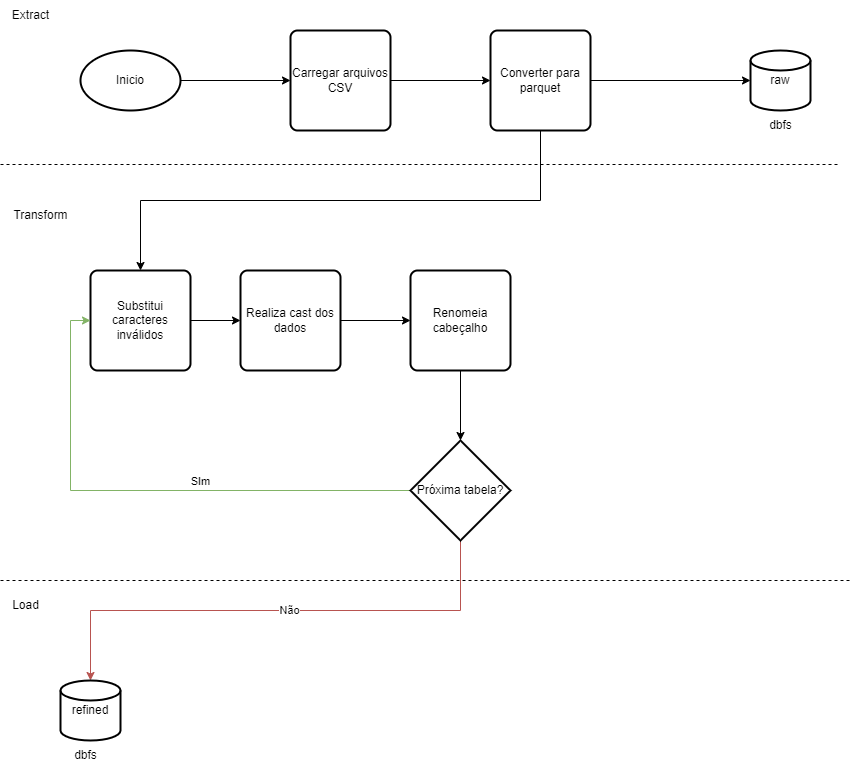 Extract
Inicio
Carregar arquivos
CSV
Converter para
parquet
raw
dbfs
Transform
Substitui
caracteres
inválidos
Realiza cast dos
dados
Renomeia
cabeçalho
Próxima tabela?
SIm
Load
Não
refined
dbfs